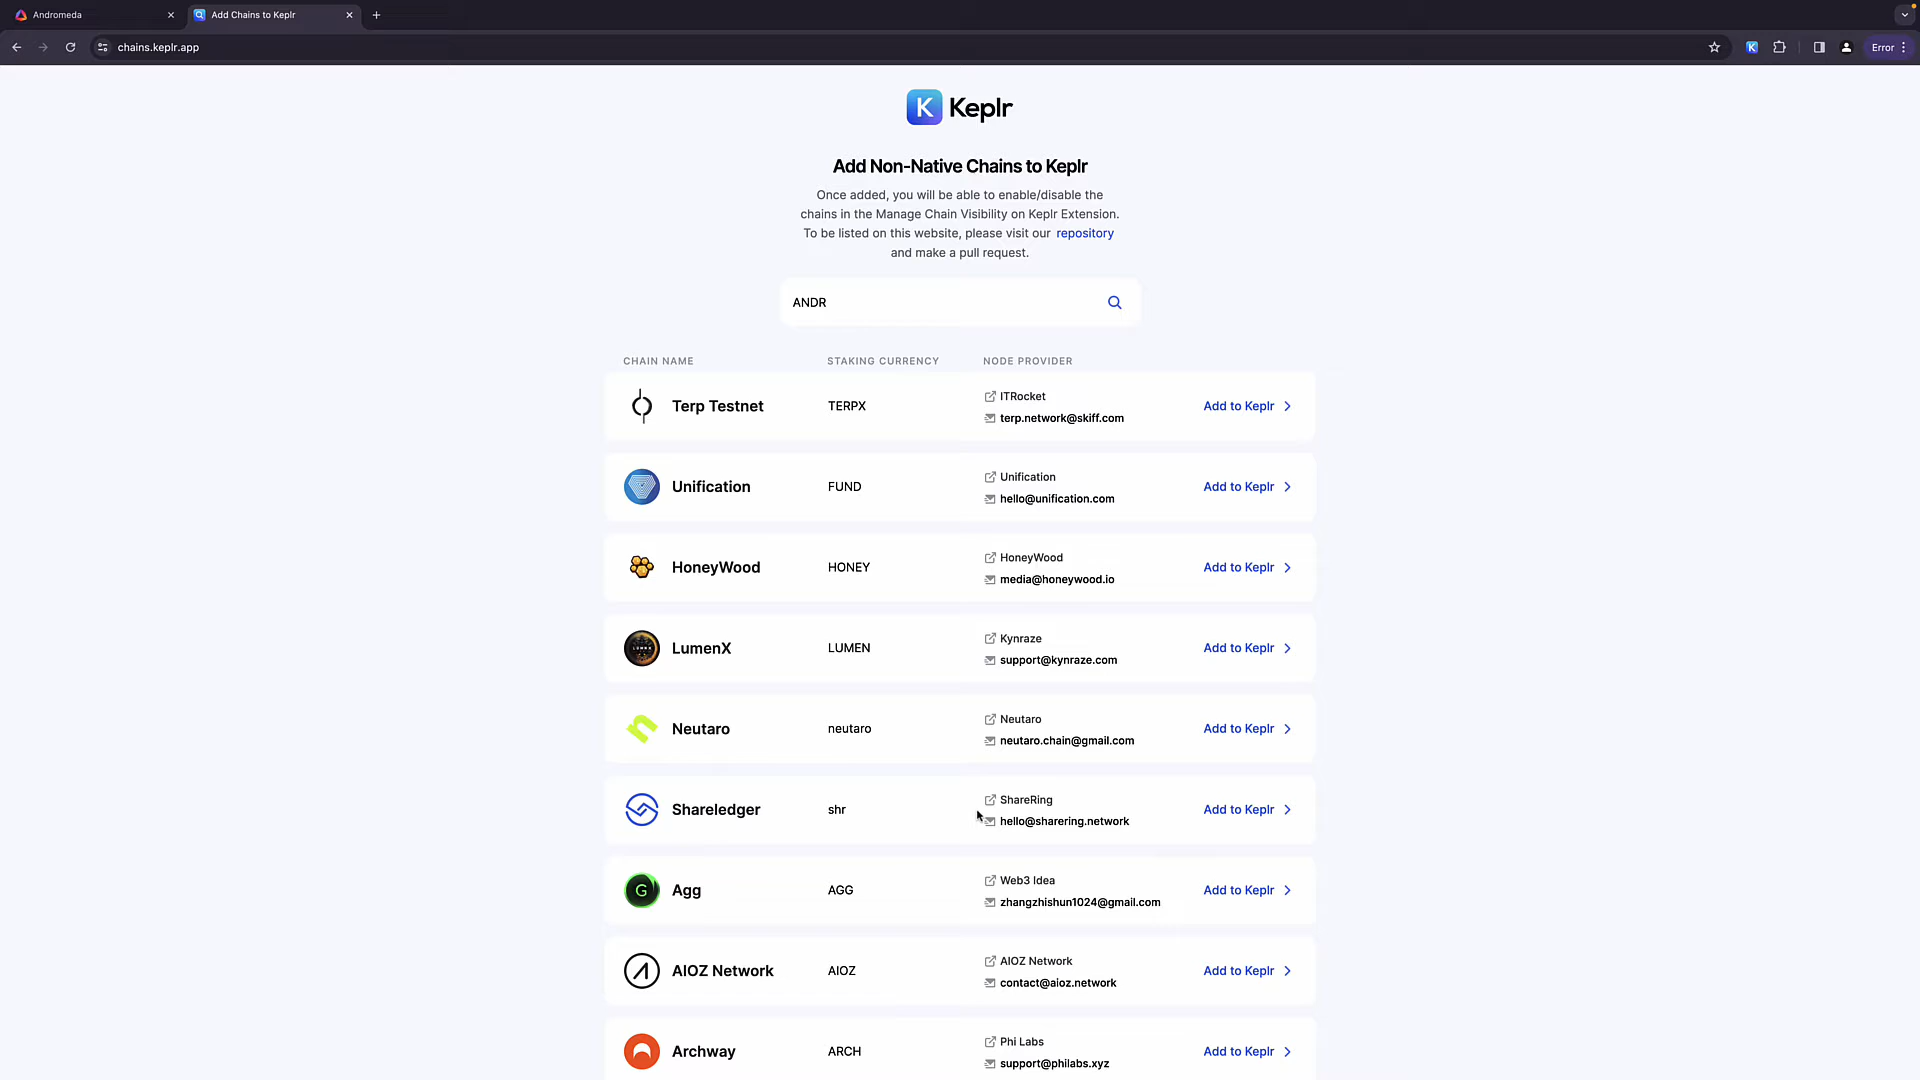 Andromeda
Add Chains to Keplr
chains.keplr.app
Error
K Keplr
Add Non-Native Chains to Keplr
Once added, you will be able to enable/disable the
chains in the Manage Chain Visibility on Keplr Extension.
To be listed on this website, please visit our repository
and make a pull request.
ANDR
CHAIN NAME STAKING CURRENCY NODE PROVIDER
Terp Testnet TERPX ITRocket Add to Keplr
terp.network@skiff.com
Unification FUND Unification Add to Keplr
hello@unification.com
HoneyWood HONEY HoneyWood Add to Keplr
media@honeywood.io
LumenX LUMEN Kynraze Add to Keplr
support@kynraze.com
Neutaro neutaro Neutaro Add to Keplr
neutaro.chain@gmail.com
Shareledger shr ShareRing Add to Keplr
hello@sharering.network
G Agg AGG Web3 Idea Add to Keplr
zhangzhishun1024@gmail.com
AIOZ Network AIOZ AIOZ Network Add to Keplr
contact@aioz.network
Archway ARCH Phi Labs Add to Keplr
support@philabs.xyz